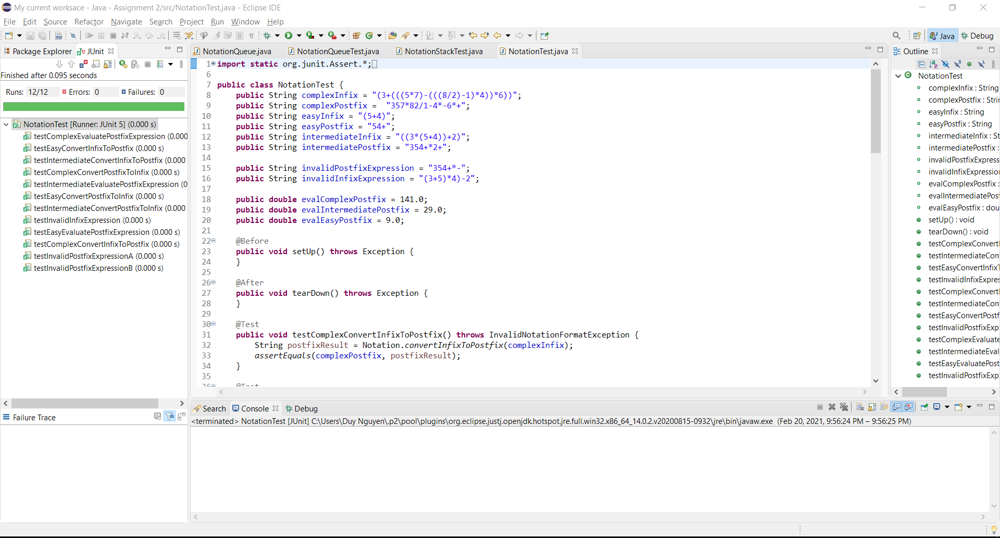 My current worksace - Java - Assignment 2/src/NotationTest.java - Eclipse IDE
File Edit Source Refactor Navigate Search Project Run Window Help
Java Debug
Package Explorer JUnit
Finished after 0.095 seconds
Runs: 12/12 Errors: 0 Failures: 0
NotationTest [Runner: JUnit 5] (0.000 s)
testComplexEvaluatePostfixExpression (0.000
testEasyConvertInfixToPostfix (0.000 s)
testIntermediateConvertInfixToPostfix (0.000
testComplexConvertPostfixToInfix (0.000 s)
testIntermediateEvaluatePostfixExpression (0
testEasyConvertPostfixToInfix (0.000 s)
testIntermediateConvertPostfixToInfix (0.000
testInvalidInfixExpression (0.000 s)
testEasyEvaluatePostfixExpression (0.000 s)
testComplexConvertInfixToPostfix (0.000 s)
testInvalidPostfixExpressionA (0.000 s)
testInvalidPostfixExpressionB (0.000 s)
Failure Trace
NotationQueue.java NotationQueueTest.java NotationStackTest.java NotationTest.java
1 import static org.junit.Assert.*;
6
7 public class NotationTest {
8 public String complexInfix = "(3+(((5*7)-(((8/2)-1)*4))*6))";
9 public String complexPostfix = "357*82/1-4*-6*+";
10 public String easyInfix = "(5+4)";
11 public String easyPostfix = "54+";
12 public String intermediateInfix = "((3*(5+4))+2)";
13 public String intermediatePostfix = "354+*2+";
14
15 public String invalidPostfixExpression = "354+*-";
16 public String invalidInfixExpression = "(3+5)*4)-2";
17
18 public double evalComplexPostfix = 141.0;
19 public double evalIntermediatePostfix = 29.0;
20 public double evalEasyPostfix = 9.0;
21
22 @Before
23 public void setUp() throws Exception {
24 }
25
26 @After
27 public void tearDown() throws Exception {
28 }
29
30 @Test
31 public void testComplexConvertInfixToPostfix() throws InvalidNotationFormatException {
32 String postfixResult = Notation.convertInfixToPostfix(complexInfix);
33 assertEquals(complexPostfix, postfixResult);
34 }
35
36 @Test
Outline
NotationTest
complexInfix : String
complexPostfix : Stri
easyInfix : String
easyPostfix : String
intermediateInfix : St
intermediatePostfix :
invalidPostfixExpress
invalidInfixExpressio
evalComplexPostfix :
evalIntermediatePost
evalEasyPostfix : dou
setUp() : void
tearDown() : void
testComplexConvertI
testIntermediateCon
testEasyConvertInfixT
testInvalidInfixExpres
testComplexConvertI
testIntermediateCon
testEasyConvertPostf
testInvalidPostfixExp
testComplexEvaluate
testIntermediateEval
testEasyEvaluatePost
testInvalidPostfixExp
Search Console Debug
<terminated> NotationTest [JUnit] C:\Users\Duy Nguyen\.p2\pool\plugins\org.eclipse.justj.openjdk.hotspot.jre.full.win32.x86_64_14.0.2.v20200815-0932\jre\bin\javaw.exe (Feb 20, 2021, 9:56:24 PM – 9:56:25 PM)